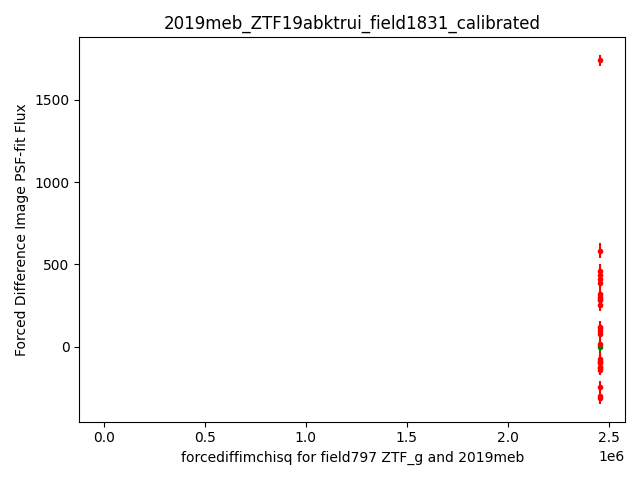 2019meb_ZTF19abktrui_field1831_calibrated
Forced Difference Image PSF-fit Flux
1500
1000
500
0
0.0 0.5 1.0 1.5 2.0 2.5
1e6
forcediffimchisq for field797 ZTF_g and 2019meb